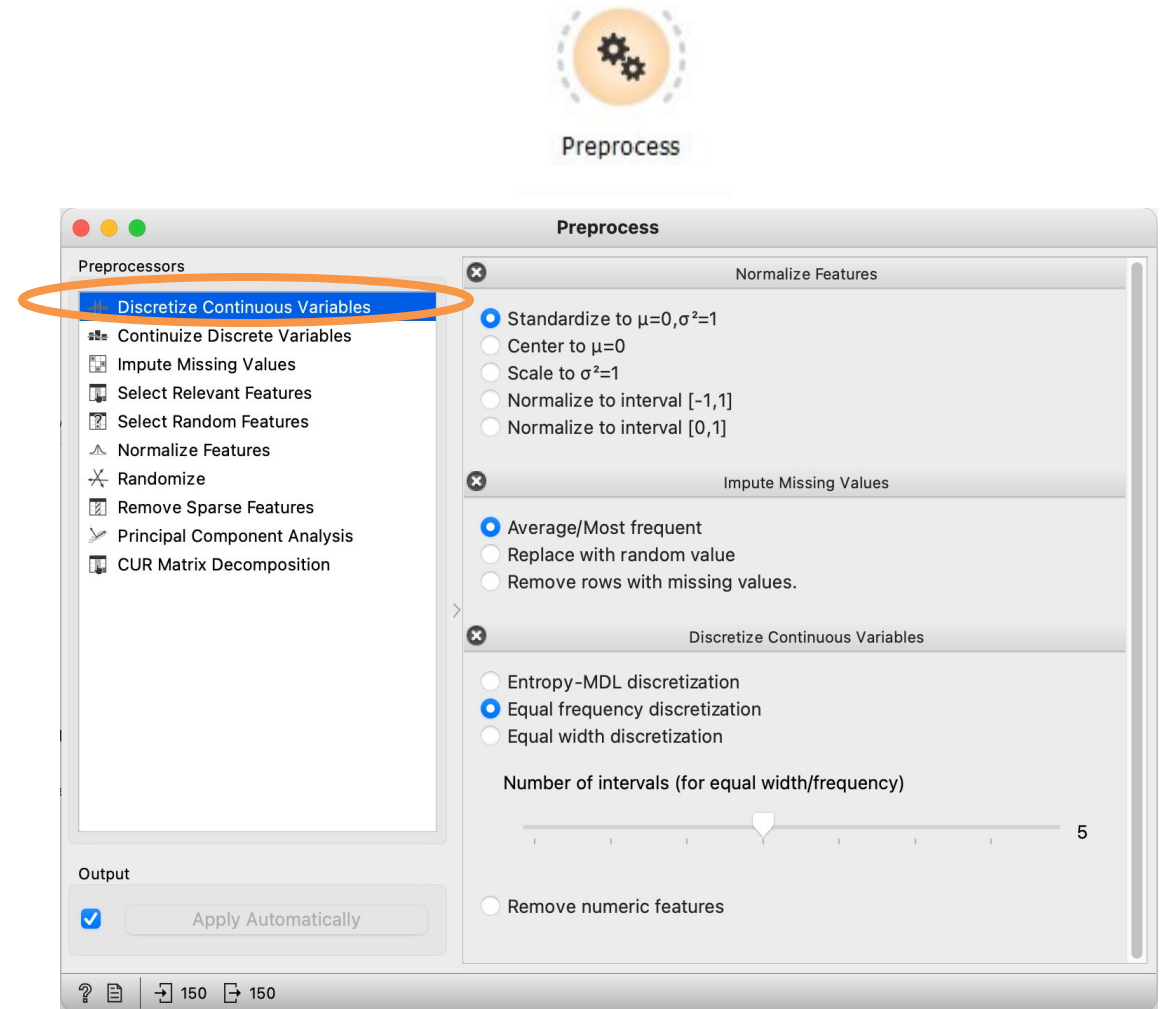 Preprocess
Preprocess
Preprocessors
Discretize Continuous Variables
Continuize Discrete Variables
Impute Missing Values
Select Relevant Features
Select Random Features
Normalize Features
Randomize
Remove Sparse Features
Principal Component Analysis
CUR Matrix Decomposition
Output
Apply Automatically
Normalize Features
Standardize to μ=0,σ²=1
Center to μ=0
Scale to σ²=1
Normalize to interval [-1,1]
Normalize to interval [0,1]
Impute Missing Values
Average/Most frequent
Replace with random value
Remove rows with missing values.
Discretize Continuous Variables
Entropy-MDL discretization
Equal frequency discretization
Equal width discretization
Number of intervals (for equal width/frequency)
5
Remove numeric features
? 150 150